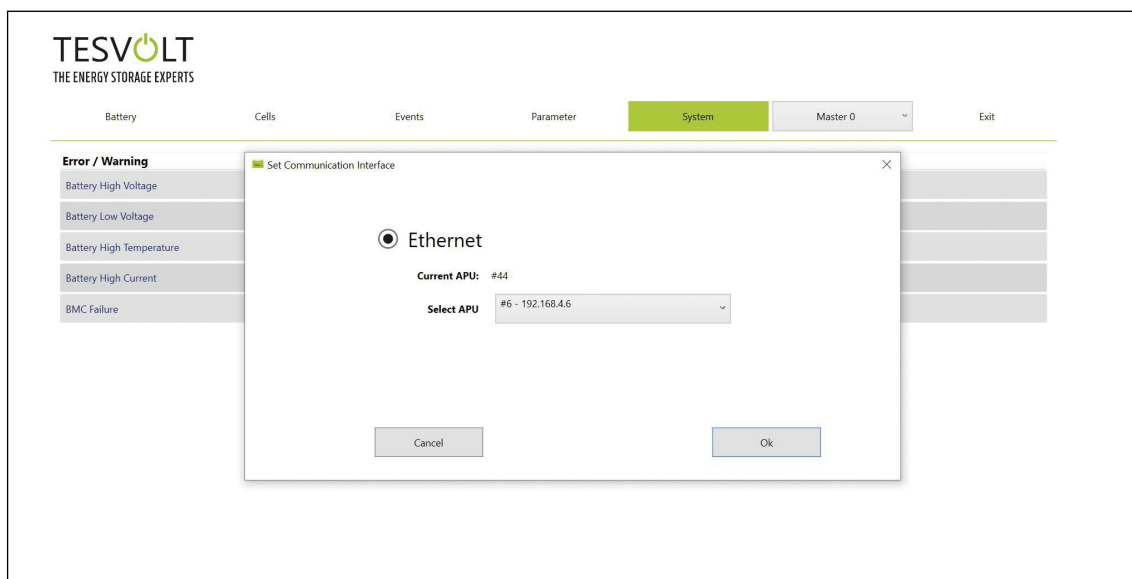 TESVOLT
THE ENERGY STORAGE EXPERTS
Battery Cells Events Parameter System Master 0 Exit
Error / Warning
Set Communication Interface
Battery High Voltage
Battery Low Voltage
Ethernet
Battery High Temperature
Current APU: #44
Battery High Current
Select APU #6 - 192.168.4.6
BMC Failure
Cancel Ok